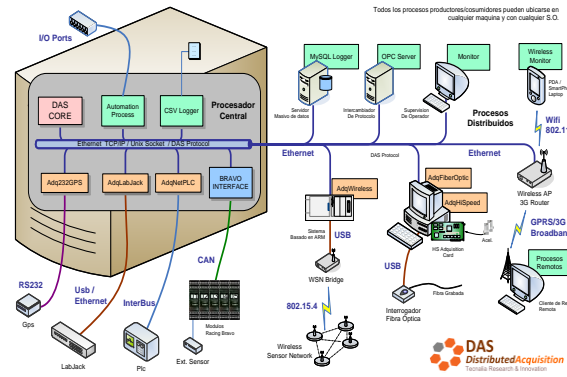 Todos los procesos productores/cosumidores pueden ubicarse en
cualquier maquina y con cualquier S.O.
I/O Ports
MySQL Logger
OPC Server
Monitor
Wireless
Monitor
PDA /
Laptop
DAS
CORE
Automation
Process
CSV Logger
Procesador
Central
Servidor
Masivo de datos
Intercambiador
De Protocolo
Supervision
De Operador
Procesos
Distribuidos
Wifi
Ethernet TCP/IP / Unix Socket / DAS Protocol
Ethernet
DAS Protocol
Ethernet
Adq232GPS
AdqLabJack
AdqNetPLC
BRAVO
INTERFACE
AdqWireless
AdqFiberOptic
AdqHiSpeed
Wireless AP
3G Router
Sistema
Basado en ARM
USB
HS Adquisition
Card
Acel.
GPRS/3G
WSN Bridge
USB
Procesos
Remotos
CAN
RS232
Usb /
Ethernet
InterBus
802.15.4
Fibra Grabada
Interrogador
Fibra Óptica
Remota
Gps
LabJack
Plc
Modulos
Racing Bravo
Ext. Sensor
Wireless
Sensor Network
DAS
DistributedAcquisition
Tecnalia Research & Innovation